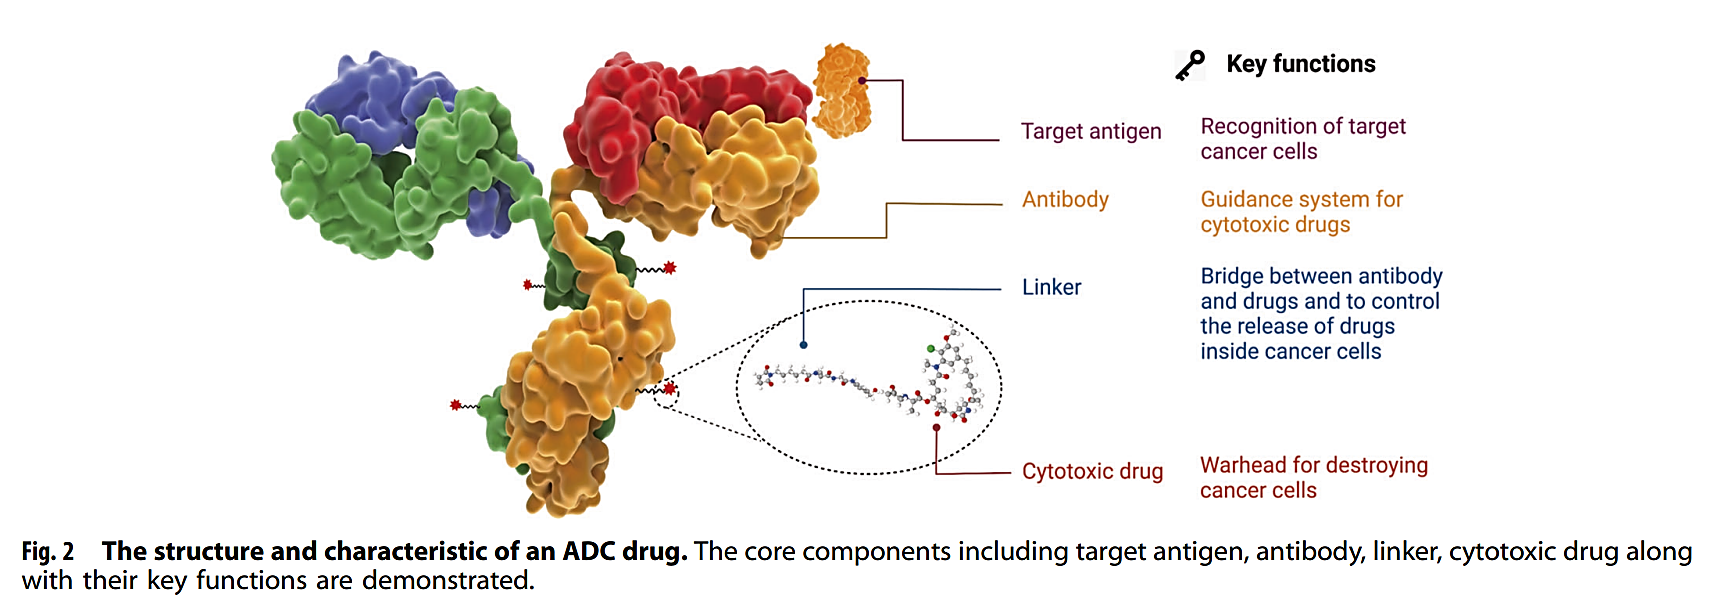 Key functions
Target antigen
Recognition of target
cancer cells
Antibody
Guidance system for
cytotoxic drugs
Linker
Bridge between antibody
and drugs and to control
the release of drugs
inside cancer cells
Cytotoxic drug
Warhead for destroying
cancer cells
Fig. 2 The structure and characteristic of an ADC drug. The core components including target antigen, antibody, linker, cytotoxic drug along
with their key functions are demonstrated.